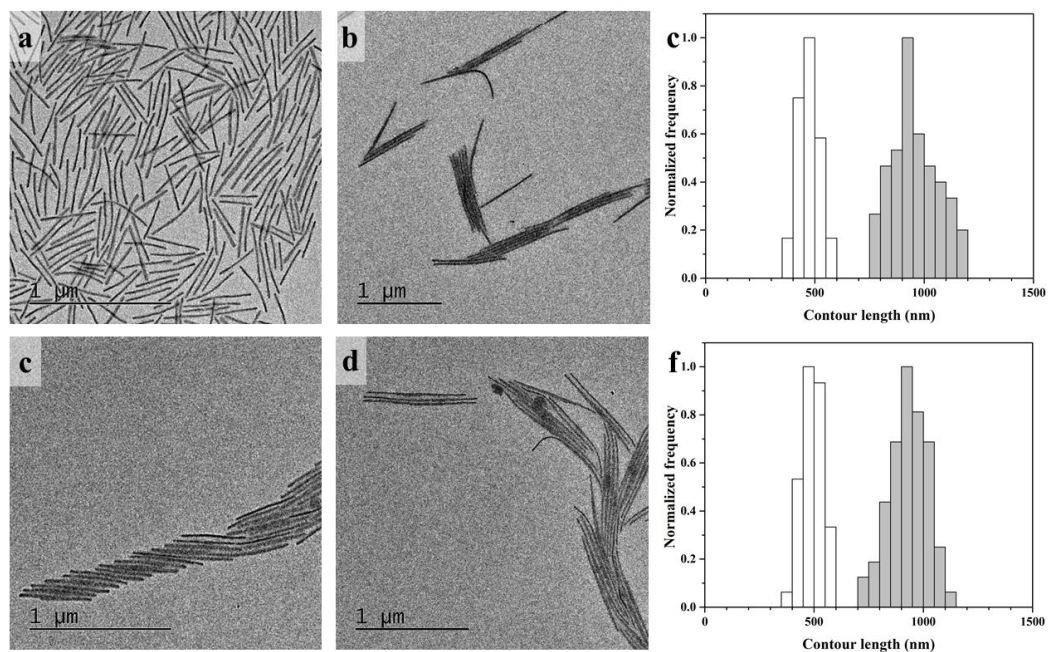 a
1 µm
b
1 µm
c
Normalized frequency
1.0
0.8
0.6
0.4
0.2
0.0
0 500 1000 1500
Contour length (nm)
c
1 µm
d
1 µm
f
Normalized frequency
1.0
0.8
0.6
0.4
0.2
0.0
0 500 1000 1500
Contour length (nm)